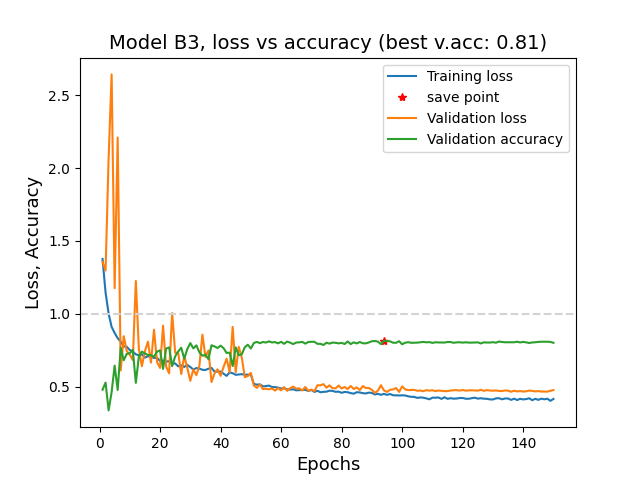 Model B3, loss vs accuracy (best v.acc: 0.81)
Training loss
save point
Validation loss
Validation accuracy
Loss, Accuracy
2.5
2.0
1.5
1.0
0.5
0
20
40
60
80
100
120
140
Epochs